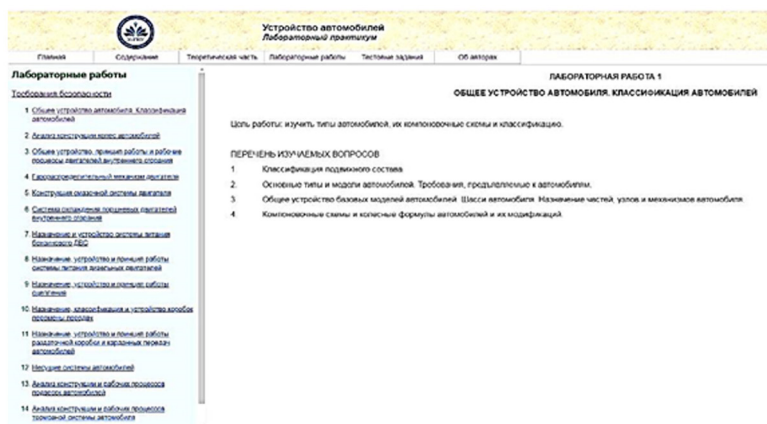 Устройство автомобилей
Лабораторный практикум
Главная Содержание Теоретическая часть Лабораторные работы Тестовые задания Об авторах
Лабораторные работы
Требования безопасности
1 Общее устройство автомобиля. Классификация
автомобилей
2. Анализ конструкции колес автомобилей
3. Общее устройство, принцип работы и рабочие
процессы двигателей внутреннего сгорания
4. Газораспределительный механизм двигателя
5. Конструкция смазочной системы двигателя
6. Система охлаждения поршневых двигателей
внутреннего сгорания
7. Назначение и устройство системы питания
бензинового ДВС
8. Назначение, устройство и принцип работы
системы питания дизельных двигателей
9. Назначение, устройство и принцип работы
сцепления
10. Назначение, классификация и устройство коробок
перемены передач
11. Назначение, устройство и принцип работы
раздаточной коробки и карданных передач
автомобилей
12. Несущие системы автомобилей
13. Анализ конструкции и рабочих процессов
подвесок автомобилей
14. Анализ конструкции и рабочих процессов
тормозной системы автомобиля
ЛАБОРАТОРНАЯ РАБОТА 1
ОБЩЕЕ УСТРОЙСТВО АВТОМОБИЛЯ. КЛАССИФИКАЦИЯ АВТОМОБИЛЕЙ
Цель работы: изучить типы автомобилей, их компоновочные схемы и классификацию.
ПЕРЕЧЕНЬ ИЗУЧАЕМЫХ ВОПРОСОВ
1. Классификация подвижного состава
2. Основные типы и модели автомобилей. Требования, предъявляемые к автомобилям.
3. Общее устройство базовых моделей автомобилей. Шасси автомобиля. Назначение частей, узлов и механизмов автомобиля.
4. Компоновочные схемы и колесные формулы автомобилей и их модификаций.